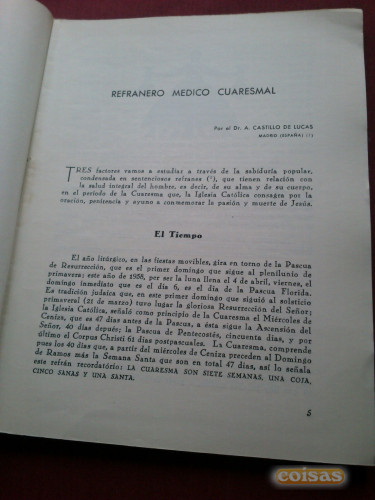 REFRANERO MEDICO CUARESMAL
Por el Dr. A. CASTILLO DE LUCAS
MADRID (ESPAÑA) (*)
TRES factores vamos a estudiar a través de la sabiduría popular,
condensada en sentenciosos refranes (¹), que tienen relación con
la salud integral del hombre, es decir, de su alma y de su cuerpo,
en el período de la Cuaresma que, la Iglesia Católica consagra por la
oración, penitencia y ayuno a conmemorar la pasión y muerte de Jesús.
El Tiempo
El año litúrgico, en las fiestas movibles, gira en torno de la Pascua
de Resurrección, que es el primer domingo que sigue al plenilunio de
primavera; este año de 1958, por ser luna llena el 4 de abril, viernes, el
domingo inmediato que es el día 6, es el día de la Pascua Florida.
Es tradición judaica que, en este primer domingo que siguió al solsticio
primaveral (21 de marzo) tuvo lugar la gloriosa Resurrección del Señor;
la Iglesia Católica, señaló como principio de la Cuaresma el Miércoles de
Ceniza, que es 47 días antes de la Pascua, a ésta sigue la Ascensión del
Señor, 40 días depués; la Pascua de Pentecostés, cincuenta días, y por
último el Corpus Christi 61 días postpascuales. La Cuaresma, comprende
pues los 40 días que, a partir del miércoles de Ceniza preceden al Domingo
de Ramos más la Semana Santa que son en total 47 días, así lo señala
este refrán recordatório: LA CUARESMA SON SIETE SEMANAS, UNA COJA,
CINCO SANAS Y UNA SANTA.
5
coisas